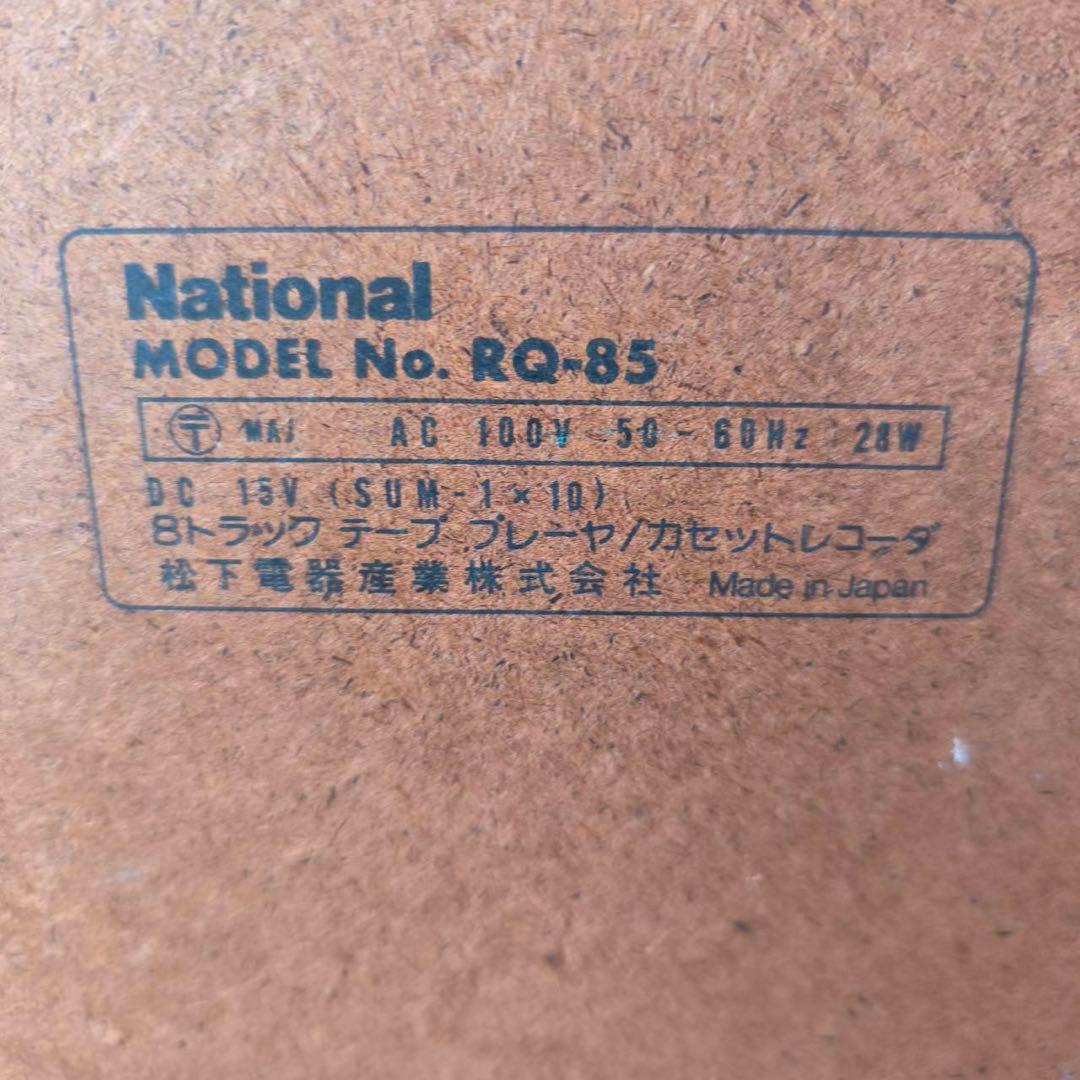 National
MODEL No. RQ-85
〒 MAJ AC 100V 50-60Hz 28W
DC 15V (SUM-1×10)
8トラック テープ プレーヤ/カセットレコーダ
松下電器産業株式会社 Made in Japan